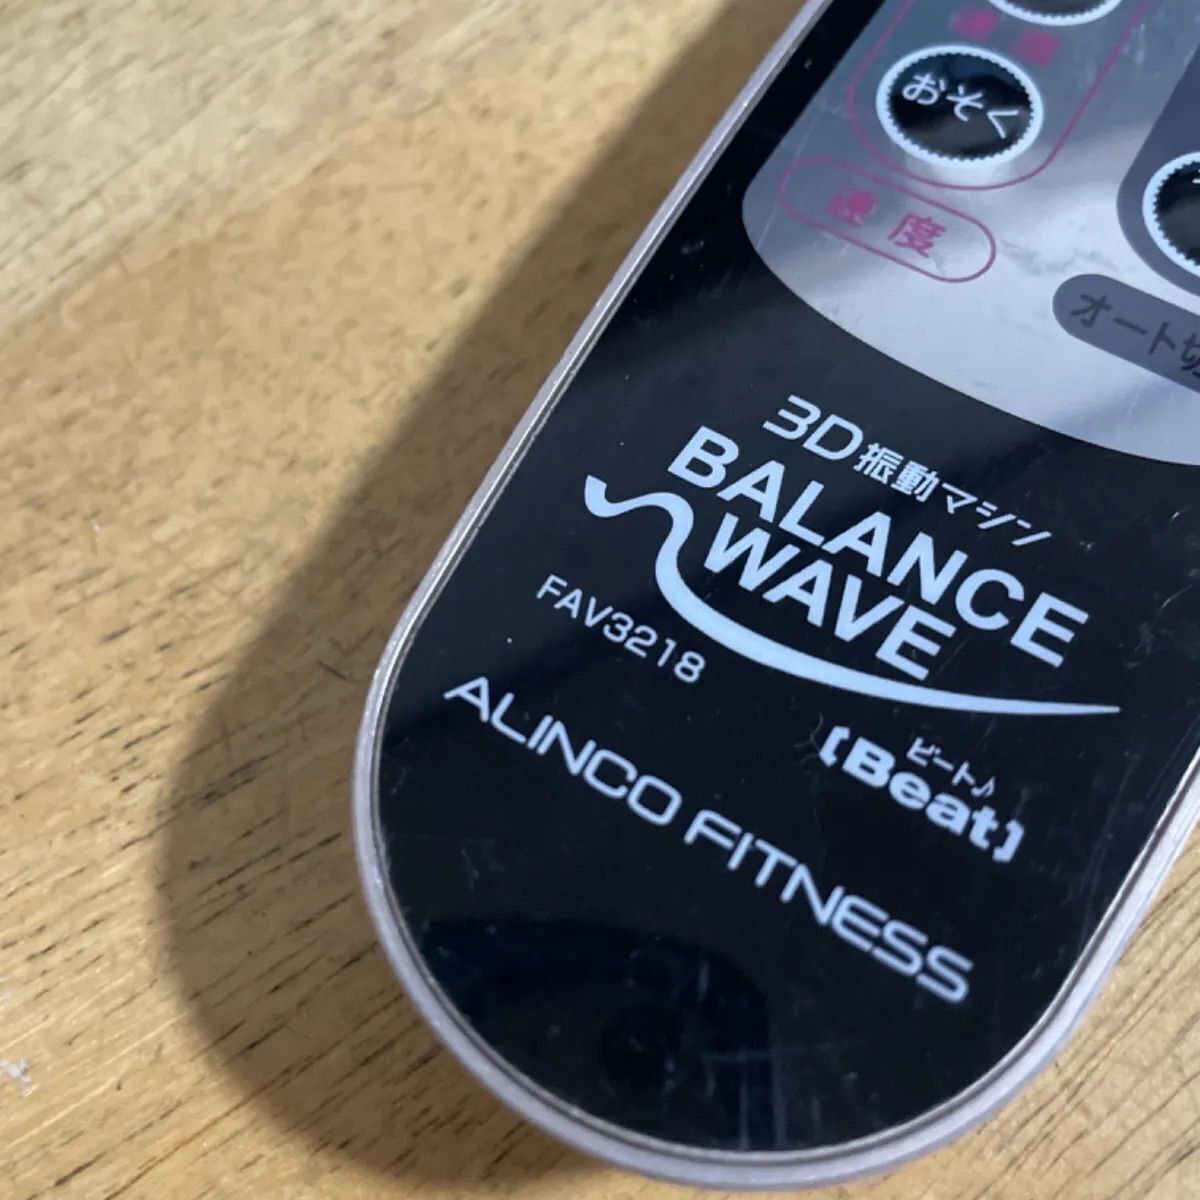 おそく
速度
オート切
3D振動マシン
BALANCE
WAVE
FAV3218
ビート♪
[Beat]
ALINCO FITNESS